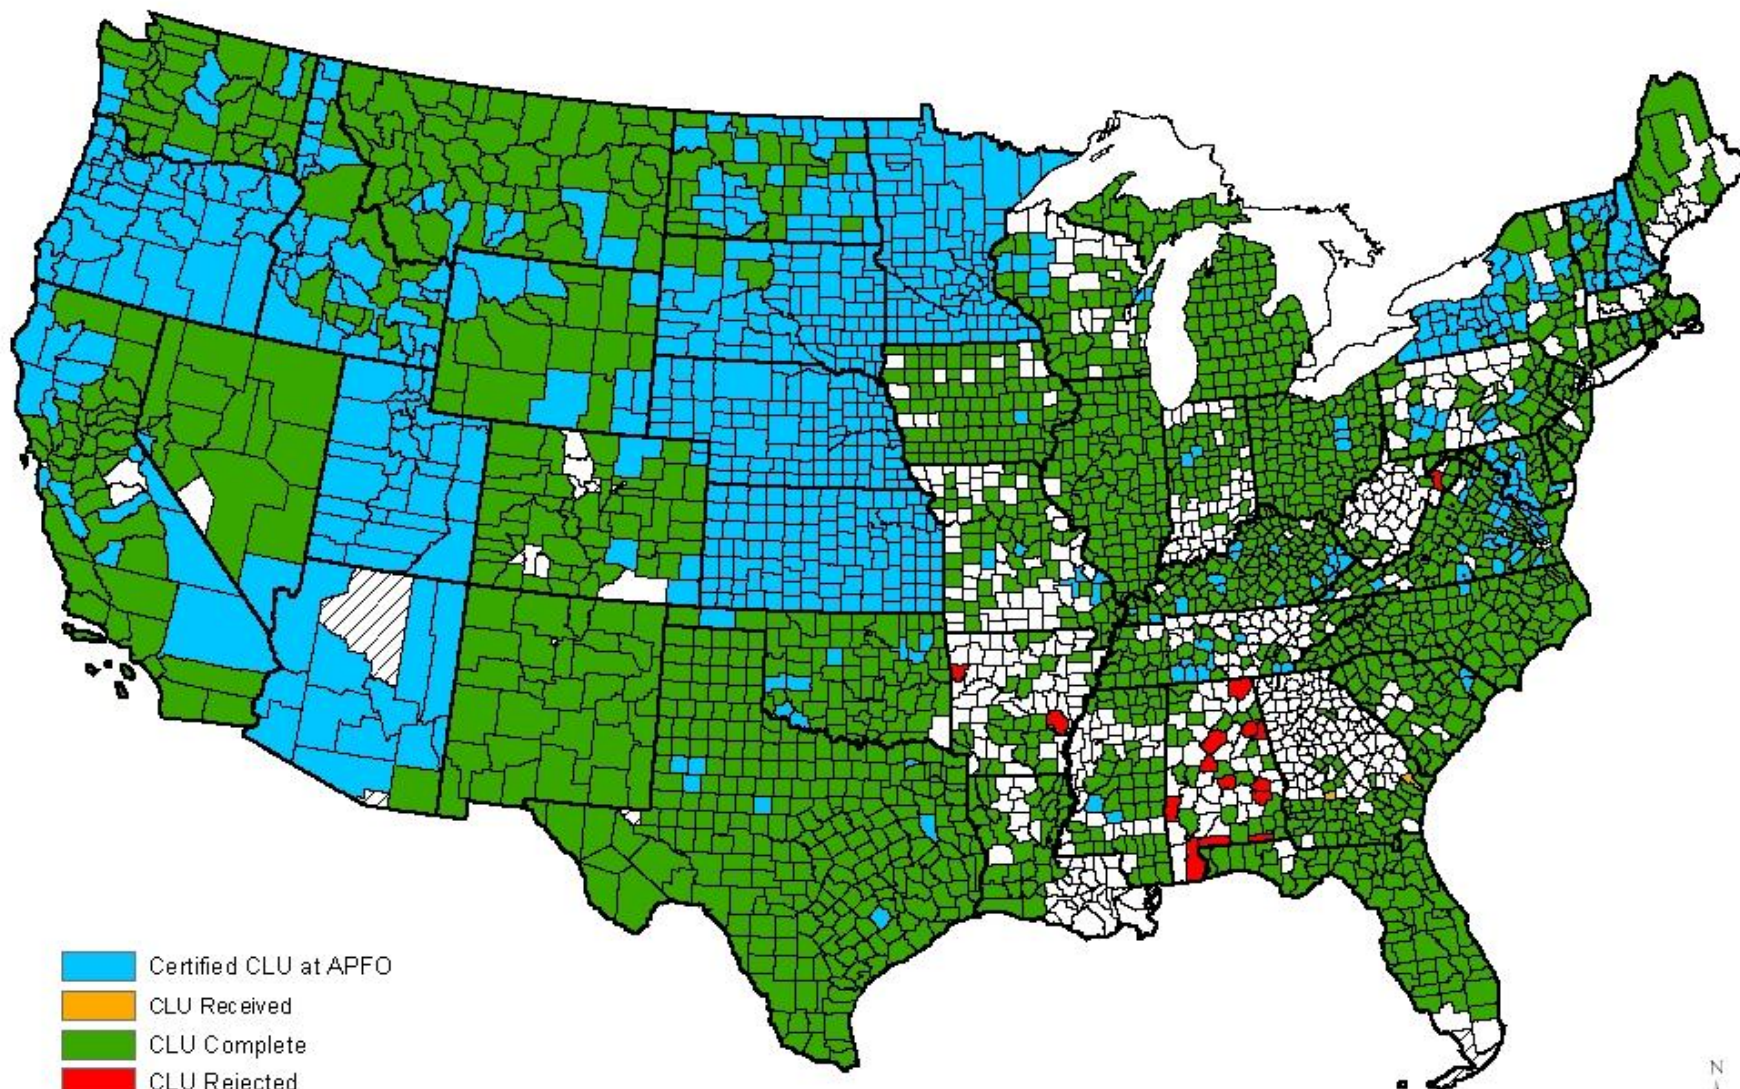 Certified CLU at APFO
CLU Received
CLU Complete
CLU Rejected
N